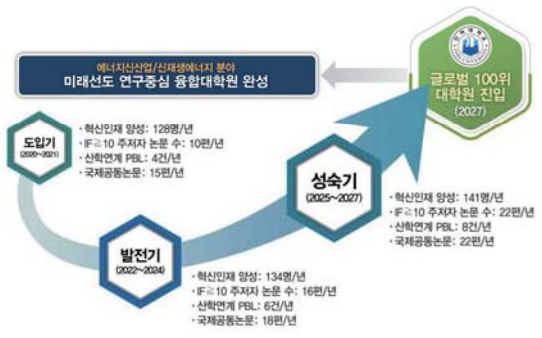 에너지신산업/신재생에너지 분야
미래선도 연구중심 융합대학원 완성
글로벌 100위
대학원 진입
(2027)
도입기
(2020~2021)
· 혁신인재 양성: 128명/년
· IF≧10 주저자 논문 수: 10편/년
· 산학연계 PBL: 4건/년
· 국제공동논문: 15편/년
발전기
(2022~2024)
· 혁신인재 양성: 134명/년
· IF≧10 주저자 논문 수: 16편/년
· 산학연계 PBL: 6건/년
· 국제공동논문: 18편/년
성숙기
(2025~2027)
· 혁신인재 양성: 141명/년
· IF≧10 주저자 논문 수: 22편/년
· 산학연계 PBL: 8건/년
· 국제공동논문: 22편/년